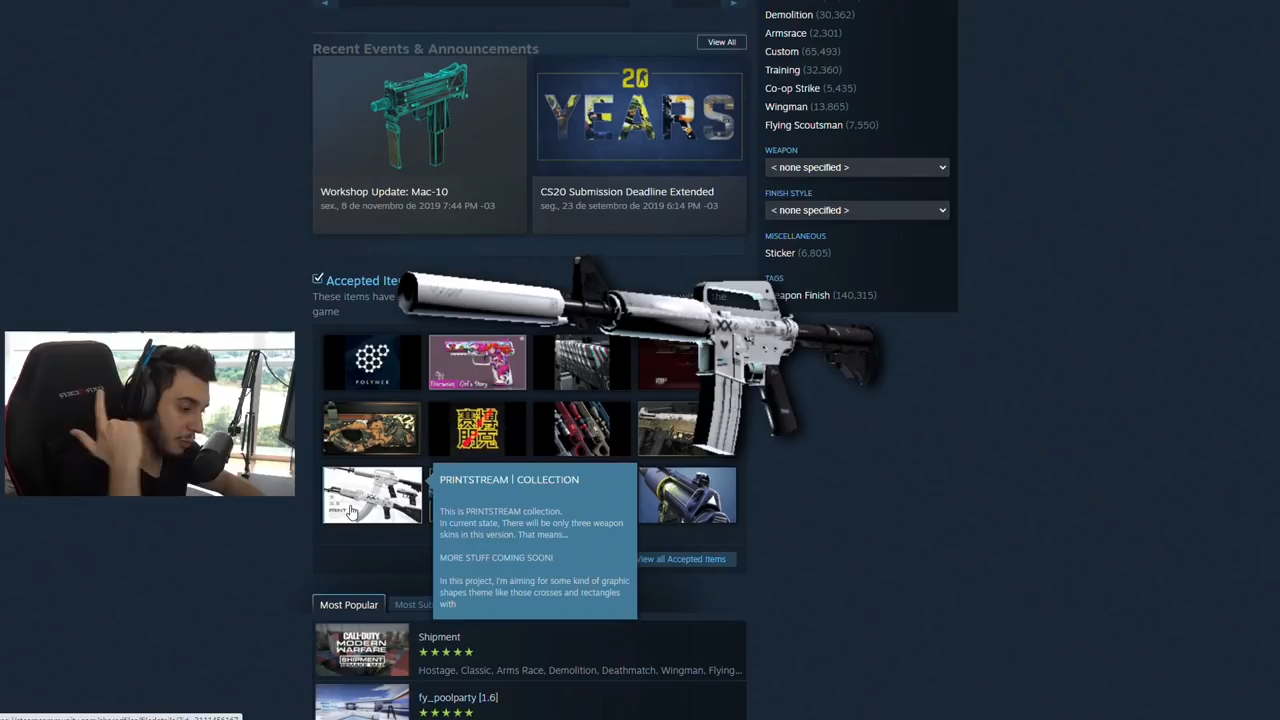 Demolition (30,362)
Armsrace (2,301)
Custom (65,493)
Training (32,360)
Co-op Strike (5,435)
Wingman (13,865)
Flying Scoutsman (7,550)
WEAPON
< none specified >
FINISH STYLE
< none specified >
MISCELLANEOUS
Sticker (6,805)
TAGS
Weapon Finish (140,315)
Recent Events & Announcements
View All
20
YEARS
Workshop Update: Mac-10
sex., 8 de novembro de 2019 7:44 PM -03
CS20 Submission Deadline Extended
seg., 23 de setembro de 2019 6:14 PM -03
Accepted Ite
These items have the
game
POLYMER
PRINT
PRINTSTREAM | COLLECTION
This is PRINTSTREAM collection.
In current state, There will be only three weapon
skins in this version. That means...
MORE STUFF COMING SOON!
In this project, I'm aiming for some kind of graphic
shapes theme like those crosses and rectangles
with
View all Accepted Items
Most Popular
Most Sub
CALL·DUTY
MODERN
WARFARE
SHIPMENT
REMAKE MAP
Shipment
★★★★★
Hostage, Classic, Arms Race, Demolition, Deathmatch, Wingman, Flying...
fy_poolparty [1.6]
★★★★★